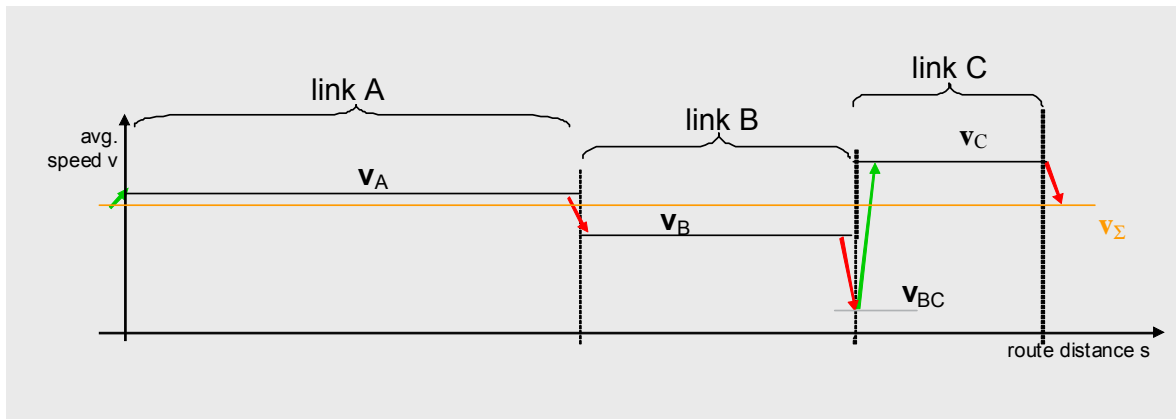 link C
link A
link B
avg.
speed v
vC
vA
vB
vΣ
vBC
route distance s